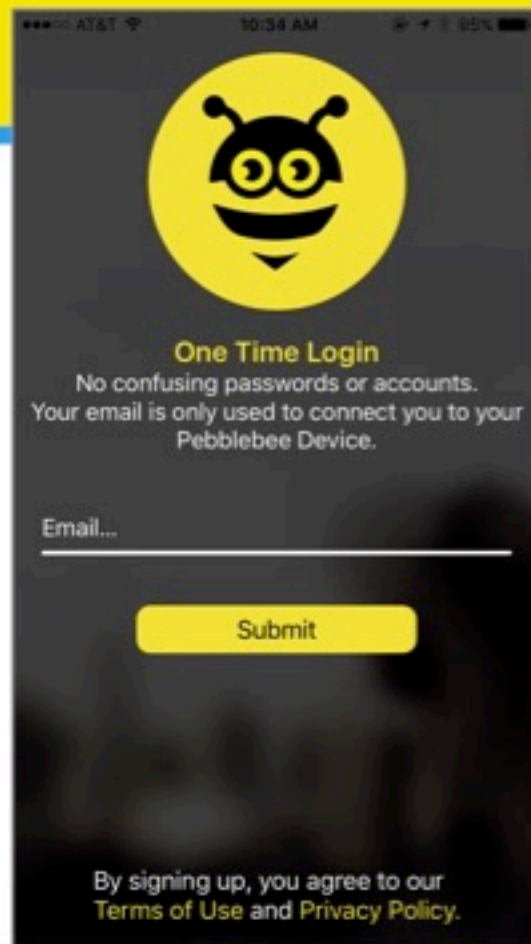 AT&T 10:34 AM 85%
One Time Login
No confusing passwords or accounts.
Your email is only used to connect you to your
Pebblebee Device.
Email...
Submit
By signing up, you agree to our
Terms of Use and Privacy Policy.